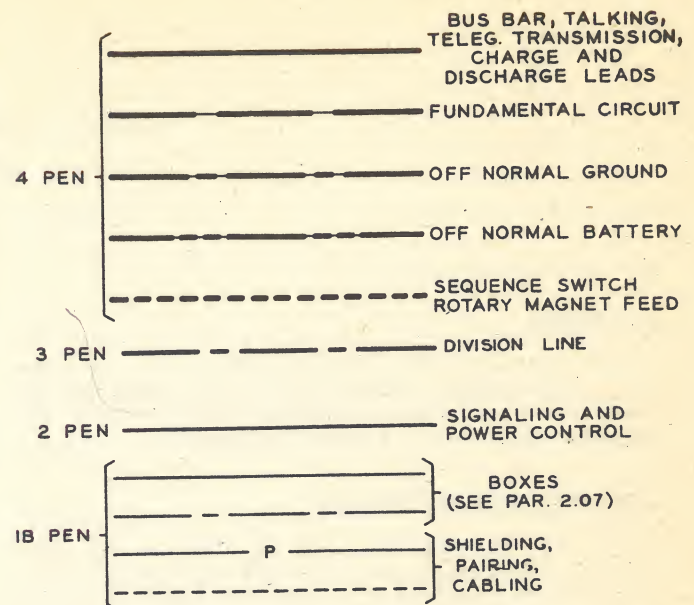 BUS BAR, TALKING,
TELEG. TRANSMISSION,
CHARGE AND
DISCHARGE LEADS
FUNDAMENTAL CIRCUIT
4 PEN
OFF NORMAL GROUND
OFF NORMAL BATTERY
SEQUENCE SWITCH
ROTARY MAGNET FEED
3 PEN
DIVISION LINE
2 PEN
SIGNALING AND
POWER CONTROL
1B PEN
BOXES
(SEE PAR. 2.07)
P
SHIELDING,
PAIRING,
CABLING